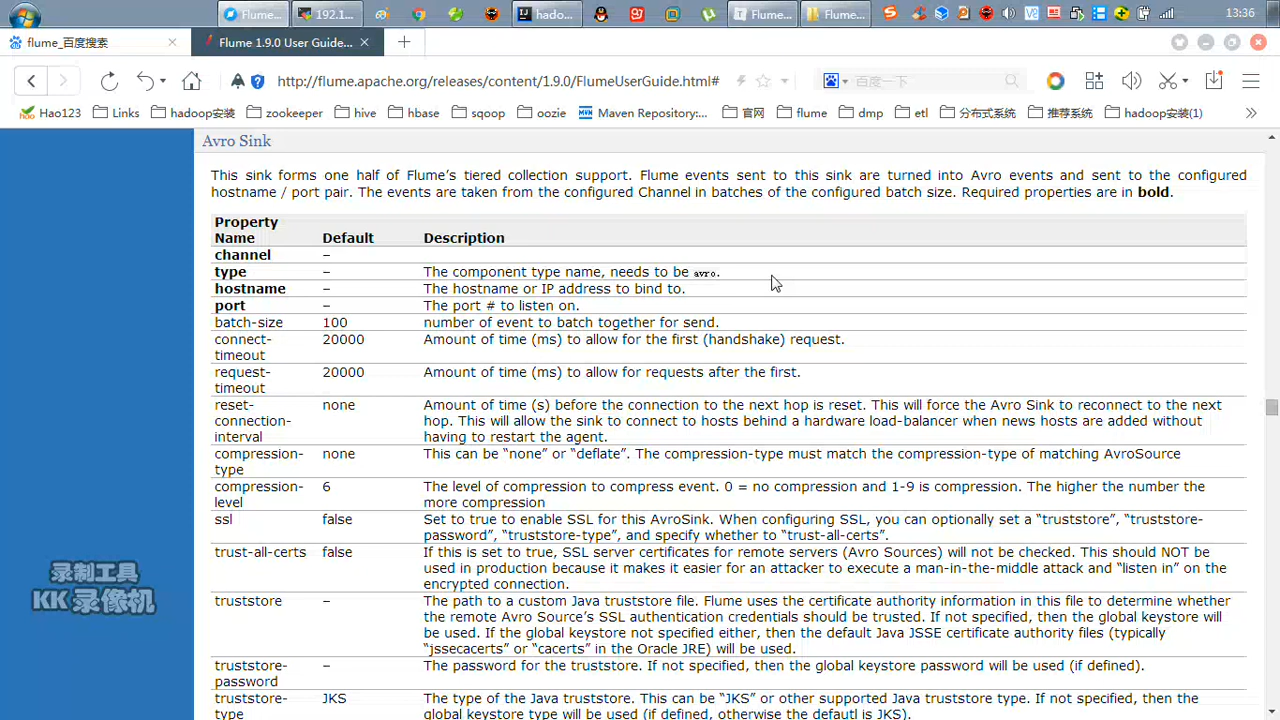 Flume...
192.1...
hado...
Flume...
Flume...
13:36
flume_百度搜索
Flume 1.9.0 User Guide...
http://flume.apache.org/releases/content/1.9.0/FlumeUserGuide.html#
百度一下
Hao123 Links hadoop安装 zookeeper hive hbase sqoop oozie Maven Repository:... 官网 flume dmp etl 分布式系统 推荐系统 hadoop安装(1)
Avro Sink
This sink forms one half of Flume’s tiered collection support. Flume events sent to this sink are turned into Avro events and sent to the configured
hostname / port pair. The events are taken from the configured Channel in batches of the configured batch size. Required properties are in bold.
Property
Name Default Description
channel –
type – The component type name, needs to be avro.
hostname – The hostname or IP address to bind to.
port – The port # to listen on.
batch-size 100 number of event to batch together for send.
connect- 20000 Amount of time (ms) to allow for the first (handshake) request.
timeout
request- 20000 Amount of time (ms) to allow for requests after the first.
timeout
reset- none Amount of time (s) before the connection to the next hop is reset. This will force the Avro Sink to reconnect to the next
connection- hop. This will allow the sink to connect to hosts behind a hardware load-balancer when news hosts are added without
interval having to restart the agent.
compression- none This can be “none” or “deflate”. The compression-type must match the compression-type of matching AvroSource
type
compression- 6 The level of compression to compress event. 0 = no compression and 1-9 is compression. The higher the number the
level more compression
ssl false Set to true to enable SSL for this AvroSink. When configuring SSL, you can optionally set a “truststore”, “truststore-
password”, “truststore-type”, and specify whether to “trust-all-certs”.
trust-all-certs false If this is set to true, SSL server certificates for remote servers (Avro Sources) will not be checked. This should NOT be
used in production because it makes it easier for an attacker to execute a man-in-the-middle attack and “listen in” on the
encrypted connection.
truststore – The path to a custom Java truststore file. Flume uses the certificate authority information in this file to determine whether
the remote Avro Source’s SSL authentication credentials should be trusted. If not specified, then the global keystore will
be used. If the global keystore not specified either, then the default Java JSSE certificate authority files (typically
“jssecacerts” or “cacerts” in the Oracle JRE) will be used.
truststore- – The password for the truststore. If not specified, then the global keystore password will be used (if defined).
password
truststore- JKS The type of the Java truststore. This can be “JKS” or other supported Java truststore type. If not specified, then the
type global keystore type will be used (if defined, otherwise the defautl is JKS).
录制工具
KK 录像机